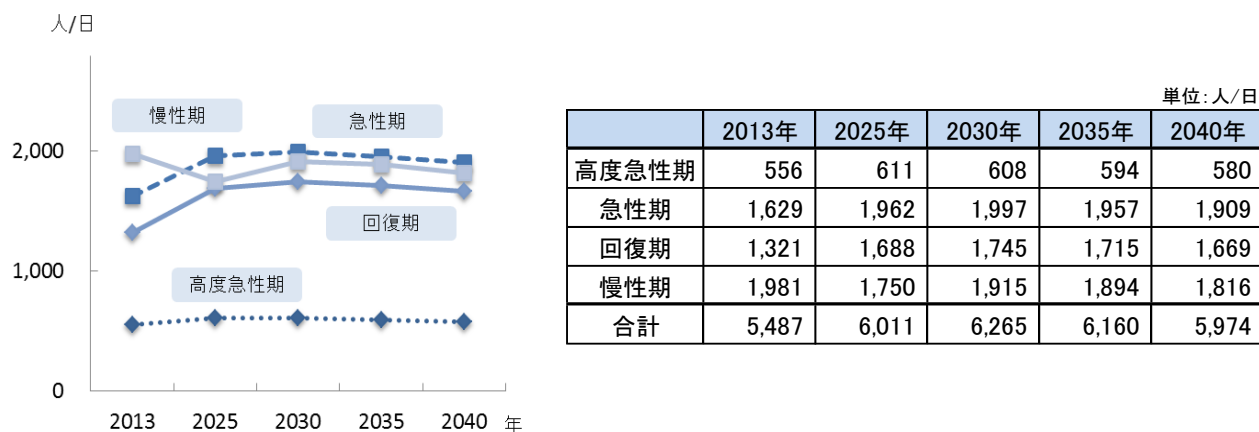 人/日
慢性期
急性期
2,000
回復期
1,000
高度急性期
0
2013 2025 2030 2035 2040 年
単位：人/日
2013年 2025年 2030年 2035年 2040年
高度急性期 556 611 608 594 580
急性期 1,629 1,962 1,997 1,957 1,909
回復期 1,321 1,688 1,745 1,715 1,669
慢性期 1,981 1,750 1,915 1,894 1,816
合計 5,487 6,011 6,265 6,160 5,974